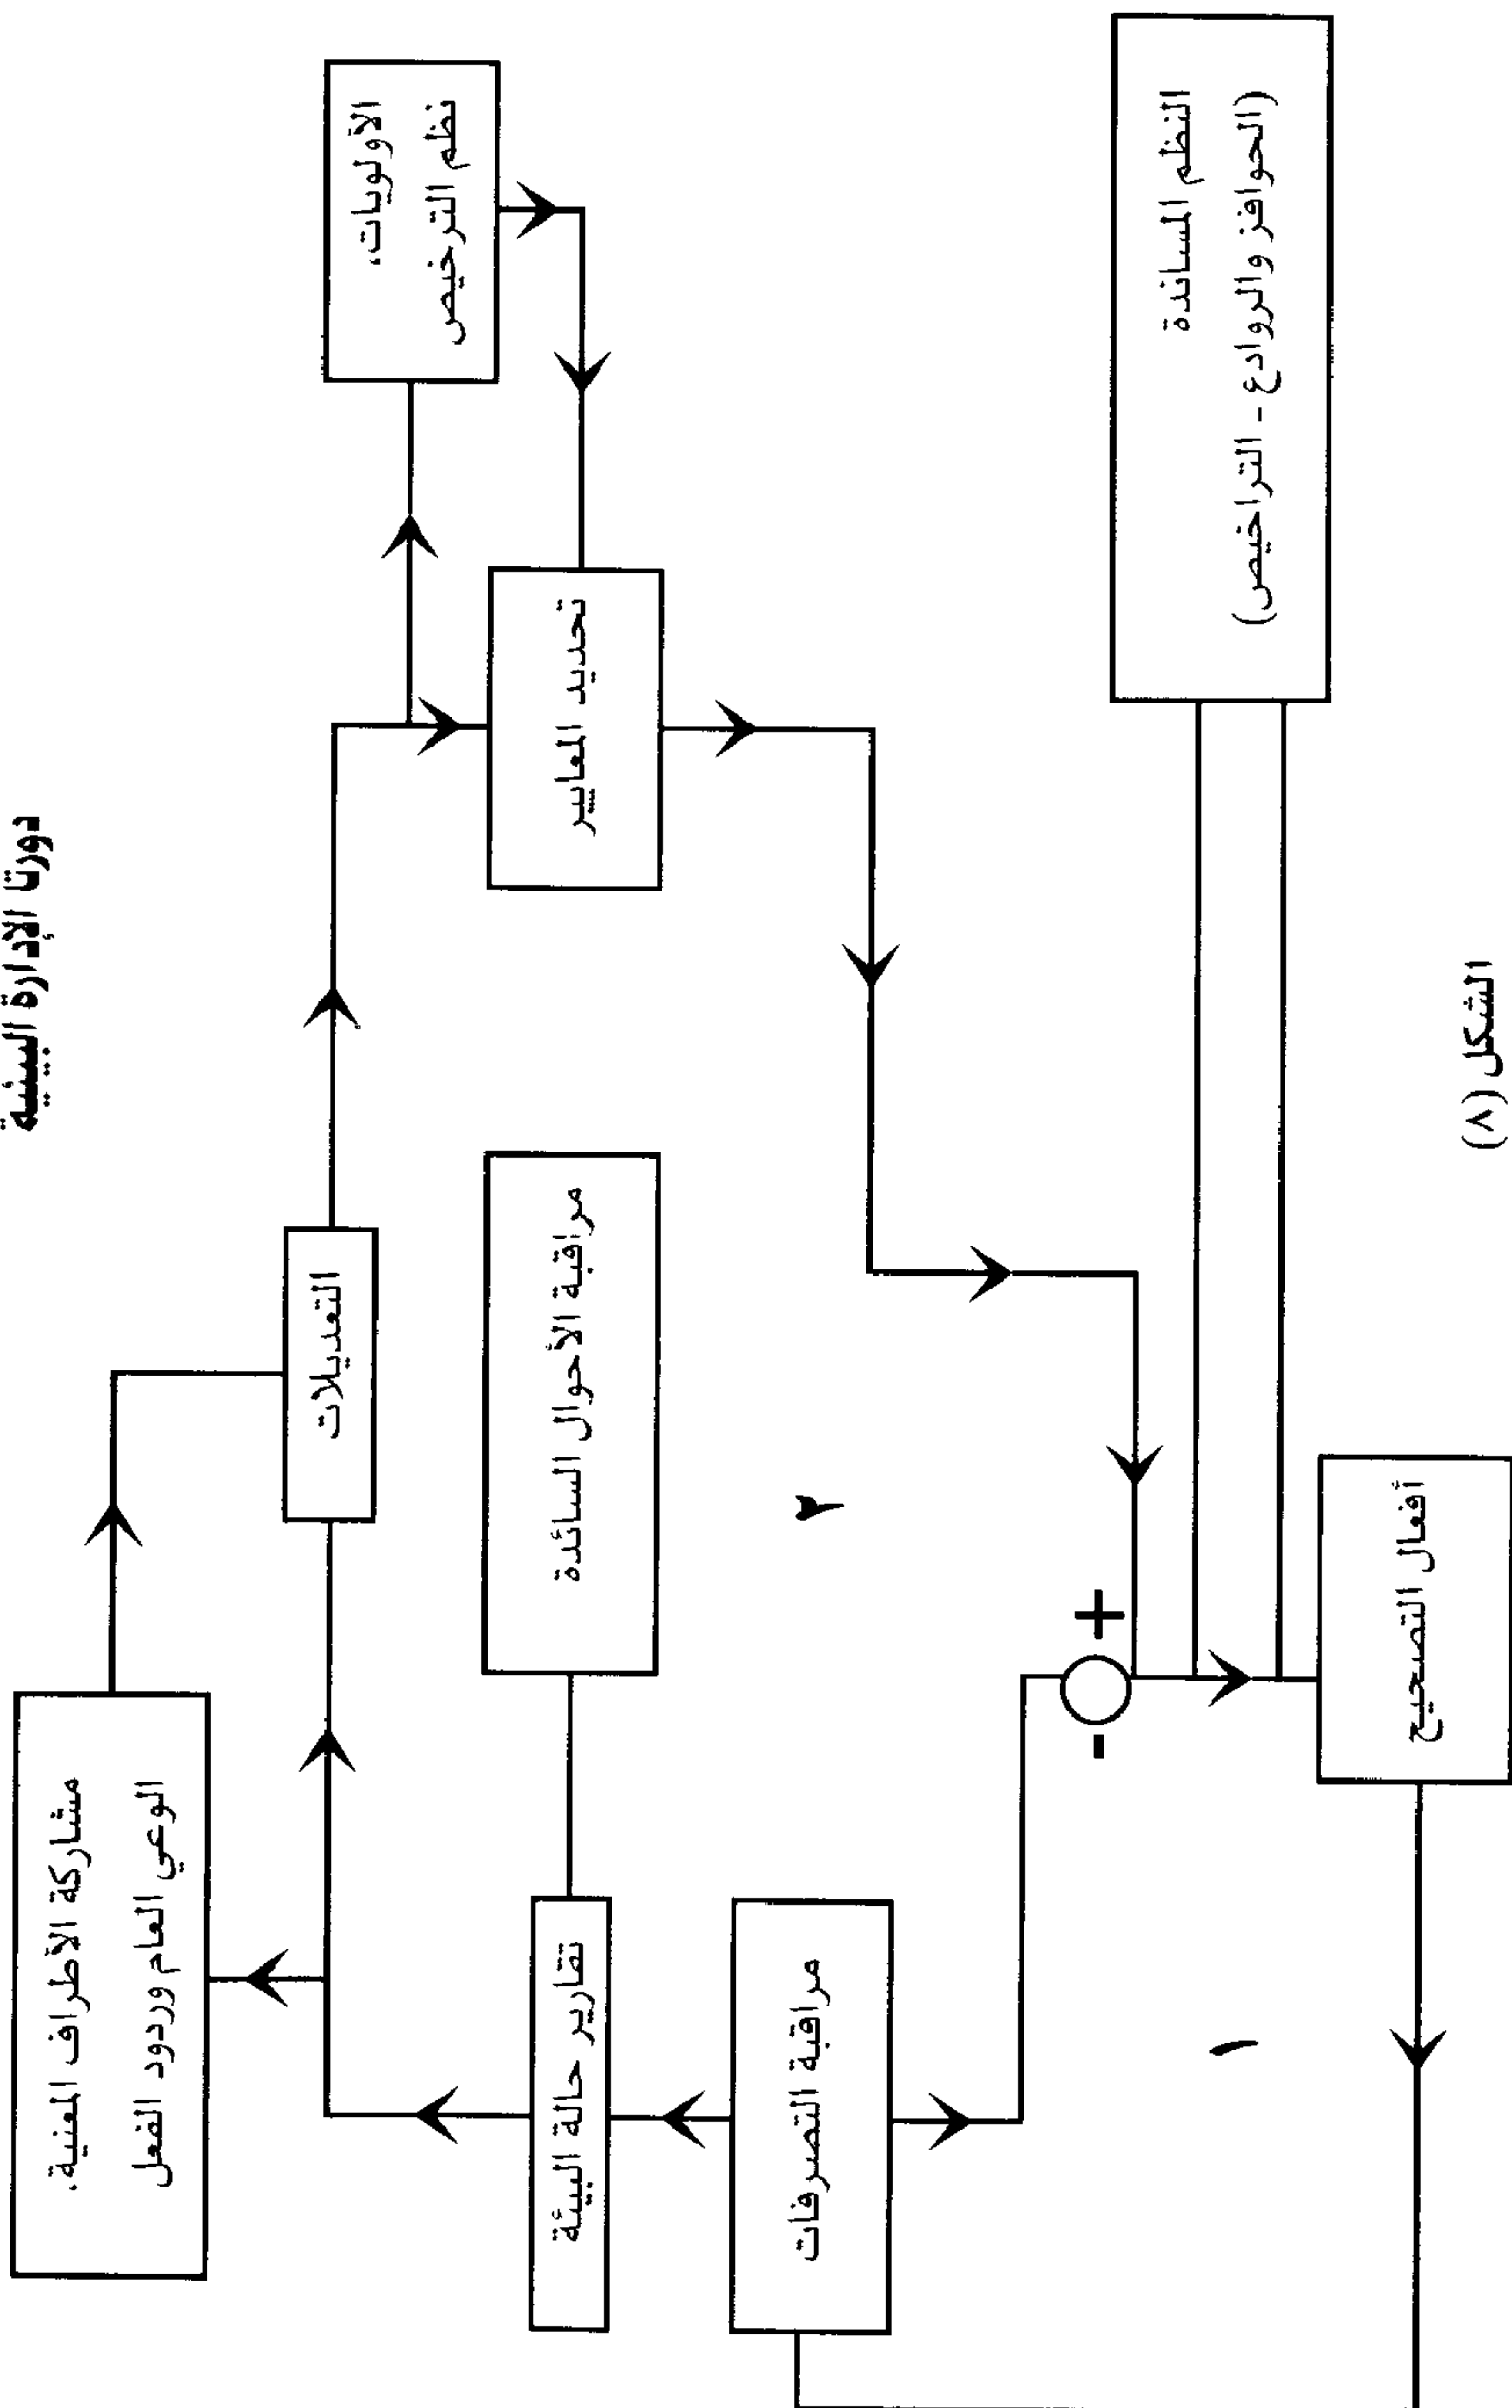 الشكل (٨)
دورتا الإدارة البيئية
مشاركة الأطراف المعنية.
الوعي العام وردود الفعل
التعديلات
الأولويات.
نظم الترخيص
تحديد المعايير
مراقبة الأحوال السائدة
تقارير حالة البيئة
مراقبة التصرفات
٢
+
-
١
النظم المساندة
(الحوافز والروادع - التراخيص)
أفعال التصحيح